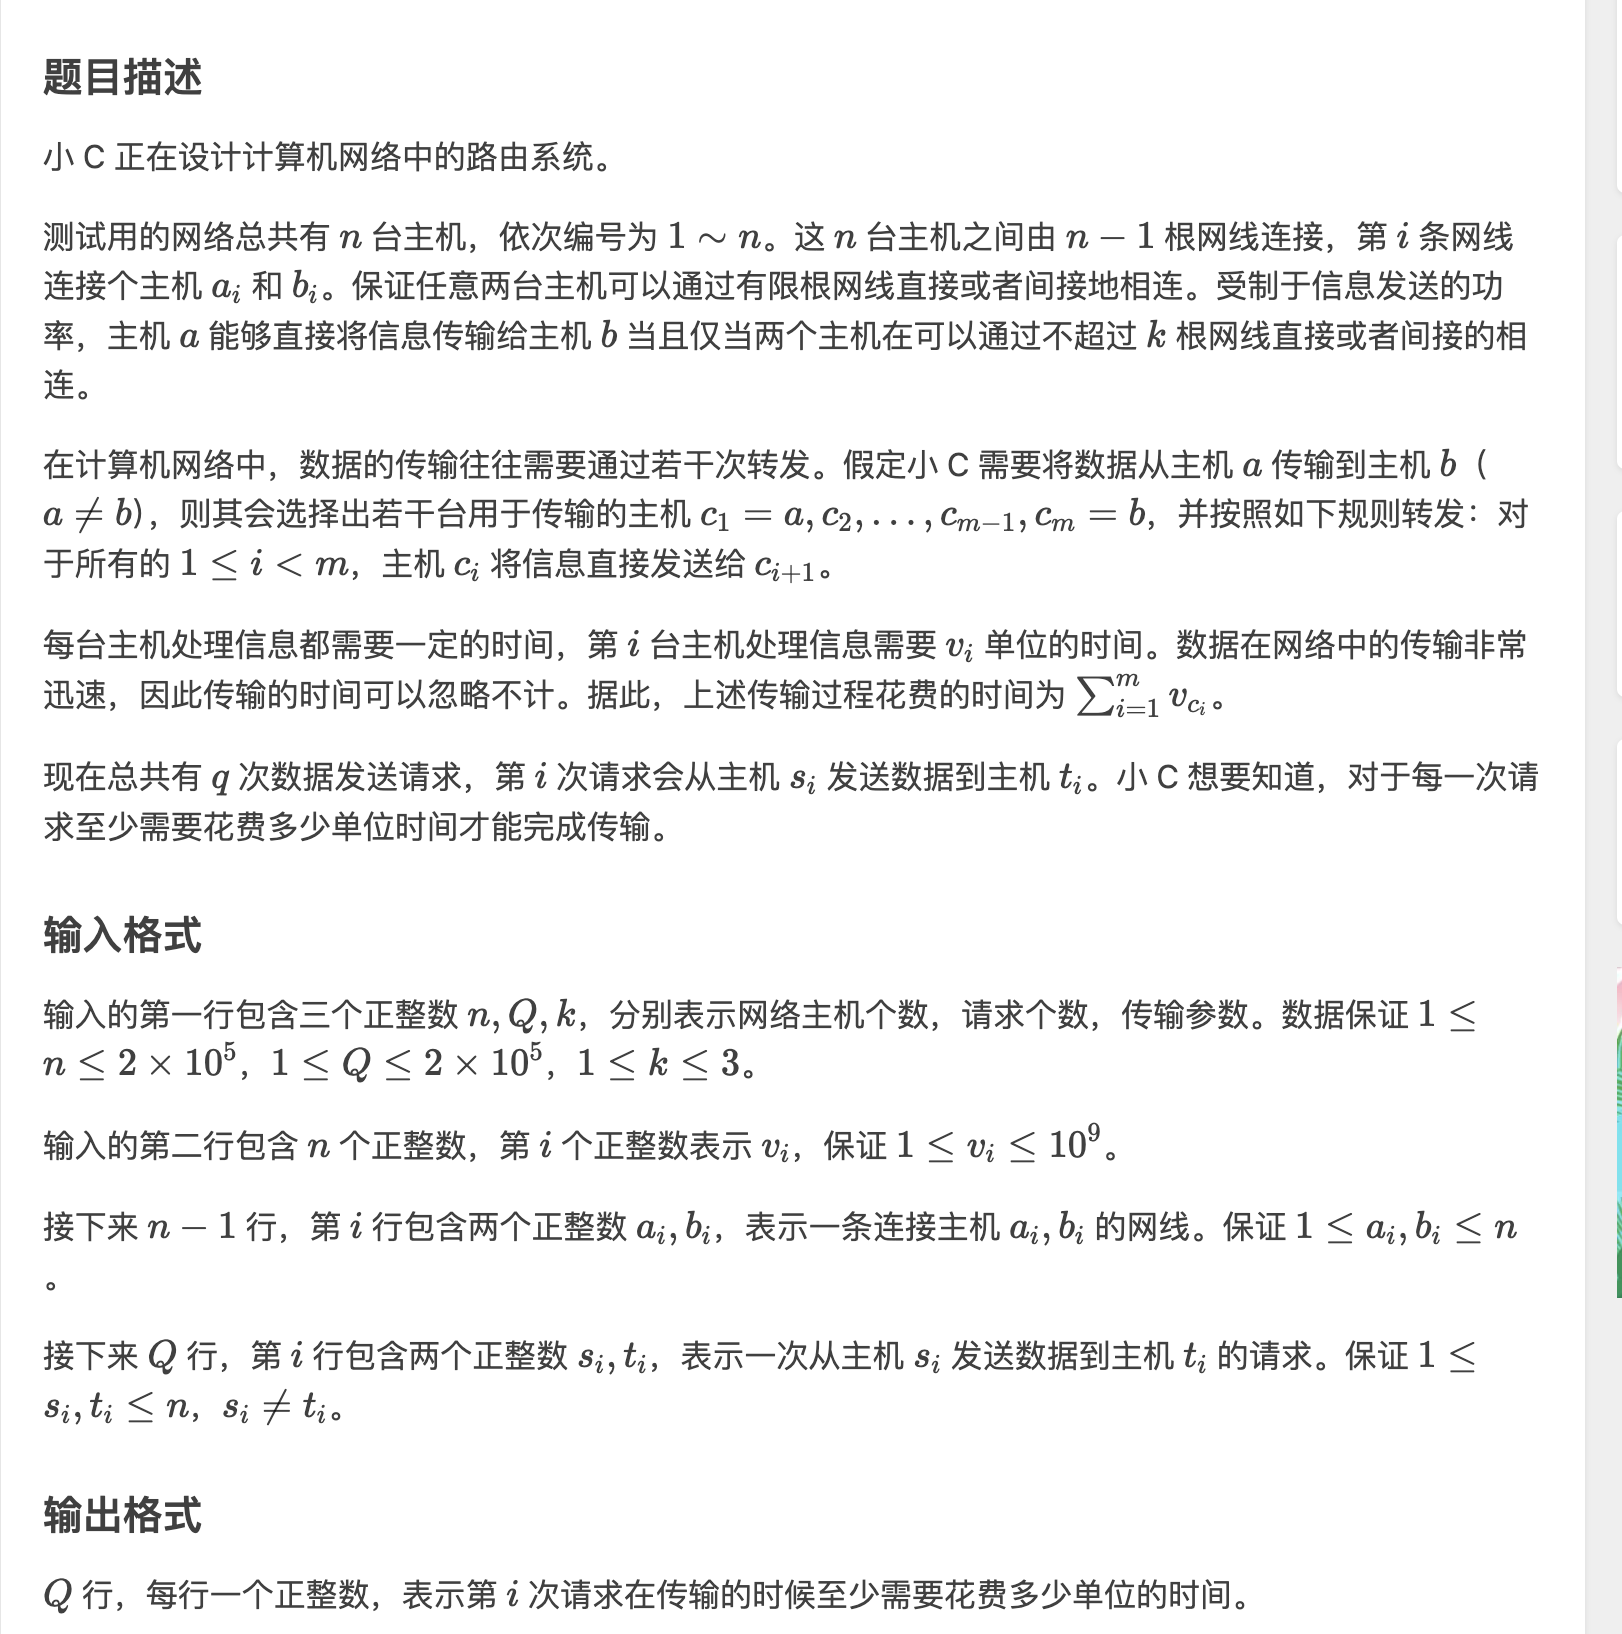 题目描述
小 C 正在设计计算机网络中的路由系统。
测试用的网络总共有 n 台主机，依次编号为 1 ∼ n。这 n 台主机之间由 n − 1 根网线连接，第 i 条网线
连接个主机 a_i 和 b_i。保证任意两台主机可以通过有限根网线直接或者间接地相连。受制于信息发送的功
率，主机 a 能够直接将信息传输给主机 b 当且仅当两个主机在可以通过不超过 k 根网线直接或者间接的相
连。
在计算机网络中，数据的传输往往需要通过若干次转发。假定小 C 需要将数据从主机 a 传输到主机 b（
a ≠ b），则其会选择出若干台用于传输的主机 c_1 = a, c_2, . . . , c_{m−1}, c_m = b，并按照如下规则转发：对
于所有的 1 ≤ i < m，主机 c_i 将信息直接发送给 c_{i+1}。
每台主机处理信息都需要一定的时间，第 i 台主机处理信息需要 v_i 单位的时间。数据在网络中的传输非常
迅速，因此传输的时间可以忽略不计。据此，上述传输过程花费的时间为 ∑_{i=1}^{m} v_{c_i}。
现在总共有 q 次数据发送请求，第 i 次请求会从主机 s_i 发送数据到主机 t_i。小 C 想要知道，对于每一次请
求至少需要花费多少单位时间才能完成传输。
输入格式
输入的第一行包含三个正整数 n, Q, k，分别表示网络主机个数，请求个数，传输参数。数据保证 1 ≤
n ≤ 2 × 10^5，1 ≤ Q ≤ 2 × 10^5，1 ≤ k ≤ 3。
输入的第二行包含 n 个正整数，第 i 个正整数表示 v_i，保证 1 ≤ v_i ≤ 10^9。
接下来 n − 1 行，第 i 行包含两个正整数 a_i, b_i，表示一条连接主机 a_i, b_i 的网线。保证 1 ≤ a_i, b_i ≤ n
。
接下来 Q 行，第 i 行包含两个正整数 s_i, t_i，表示一次从主机 s_i 发送数据到主机 t_i 的请求。保证 1 ≤
s_i, t_i ≤ n，s_i ≠ t_i。
输出格式
Q 行，每行一个正整数，表示第 i 次请求在传输的时候至少需要花费多少单位的时间。